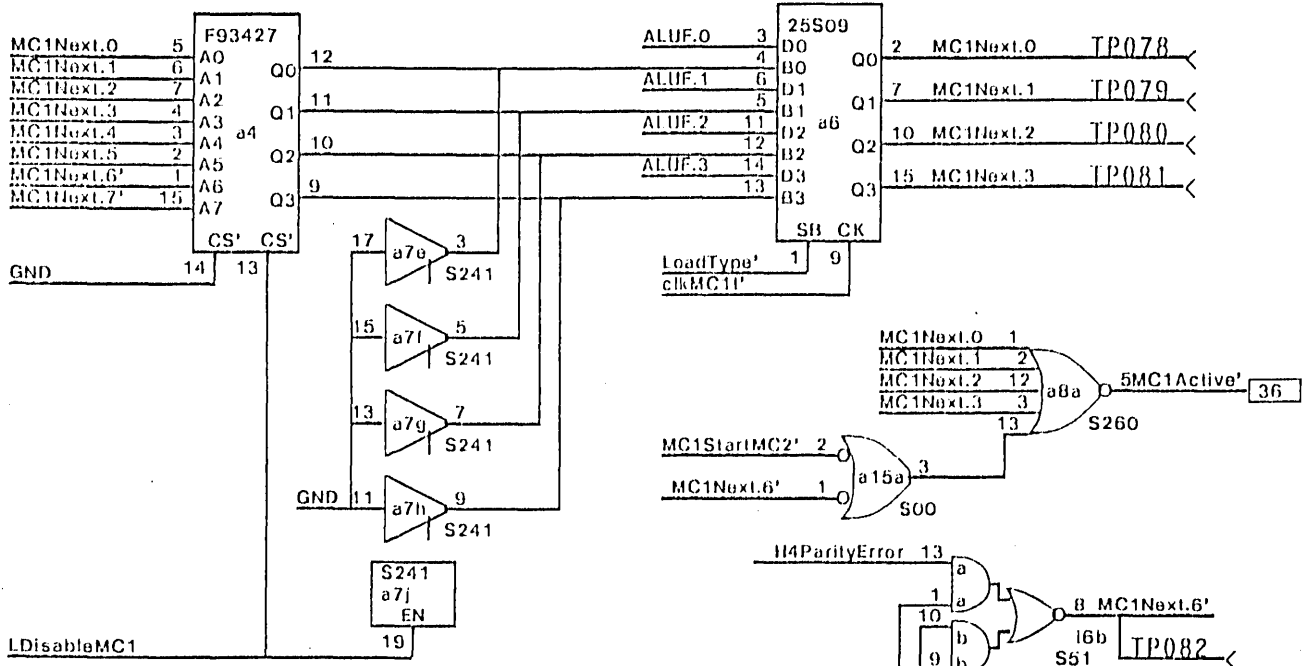 F93427
MC1Next.0 5 A0
MC1Next.1 6 A1
MC1Next.2 7 A2
MC1Next.3 4 A3
MC1Next.4 3 A4
MC1Next.5 2 A5
MC1Next.6' 1 A6
MC1Next.7' 15 A7
a4
Q0 12
Q1 11
Q2 10
Q3 9
CS' CS'
GND 14 13
25S09
ALUF.0 3 D0
4 B0
ALUF.1 6 D1
5 B1
ALUF.2 11 D2
12 B2
ALUF.3 14 D3
13 B3
a6
Q0 2 MC1Next.0 TP078
Q1 7 MC1Next.1 TP079
Q2 10 MC1Next.2 TP080
Q3 15 MC1Next.3 TP081
SB CK
LoadType' 1 9
clkMC1I'
17 a7e 3
S241
15 a7f 5
S241
13 a7g 7
S241
GND 11 a7h 9
S241
S241
a7j
EN
19
LDisableMC1
MC1Next.0 1
MC1Next.1 2
MC1Next.2 12
MC1Next.3 3
13
a8a
S260
5MC1Active' 36
MC1StartMC2' 2
MC1Next.6' 1
a15a 3
S00
H4ParityError 13 a
1 a
10 b
9 b
8 MC1Next.6'
i6b
S51
TP082